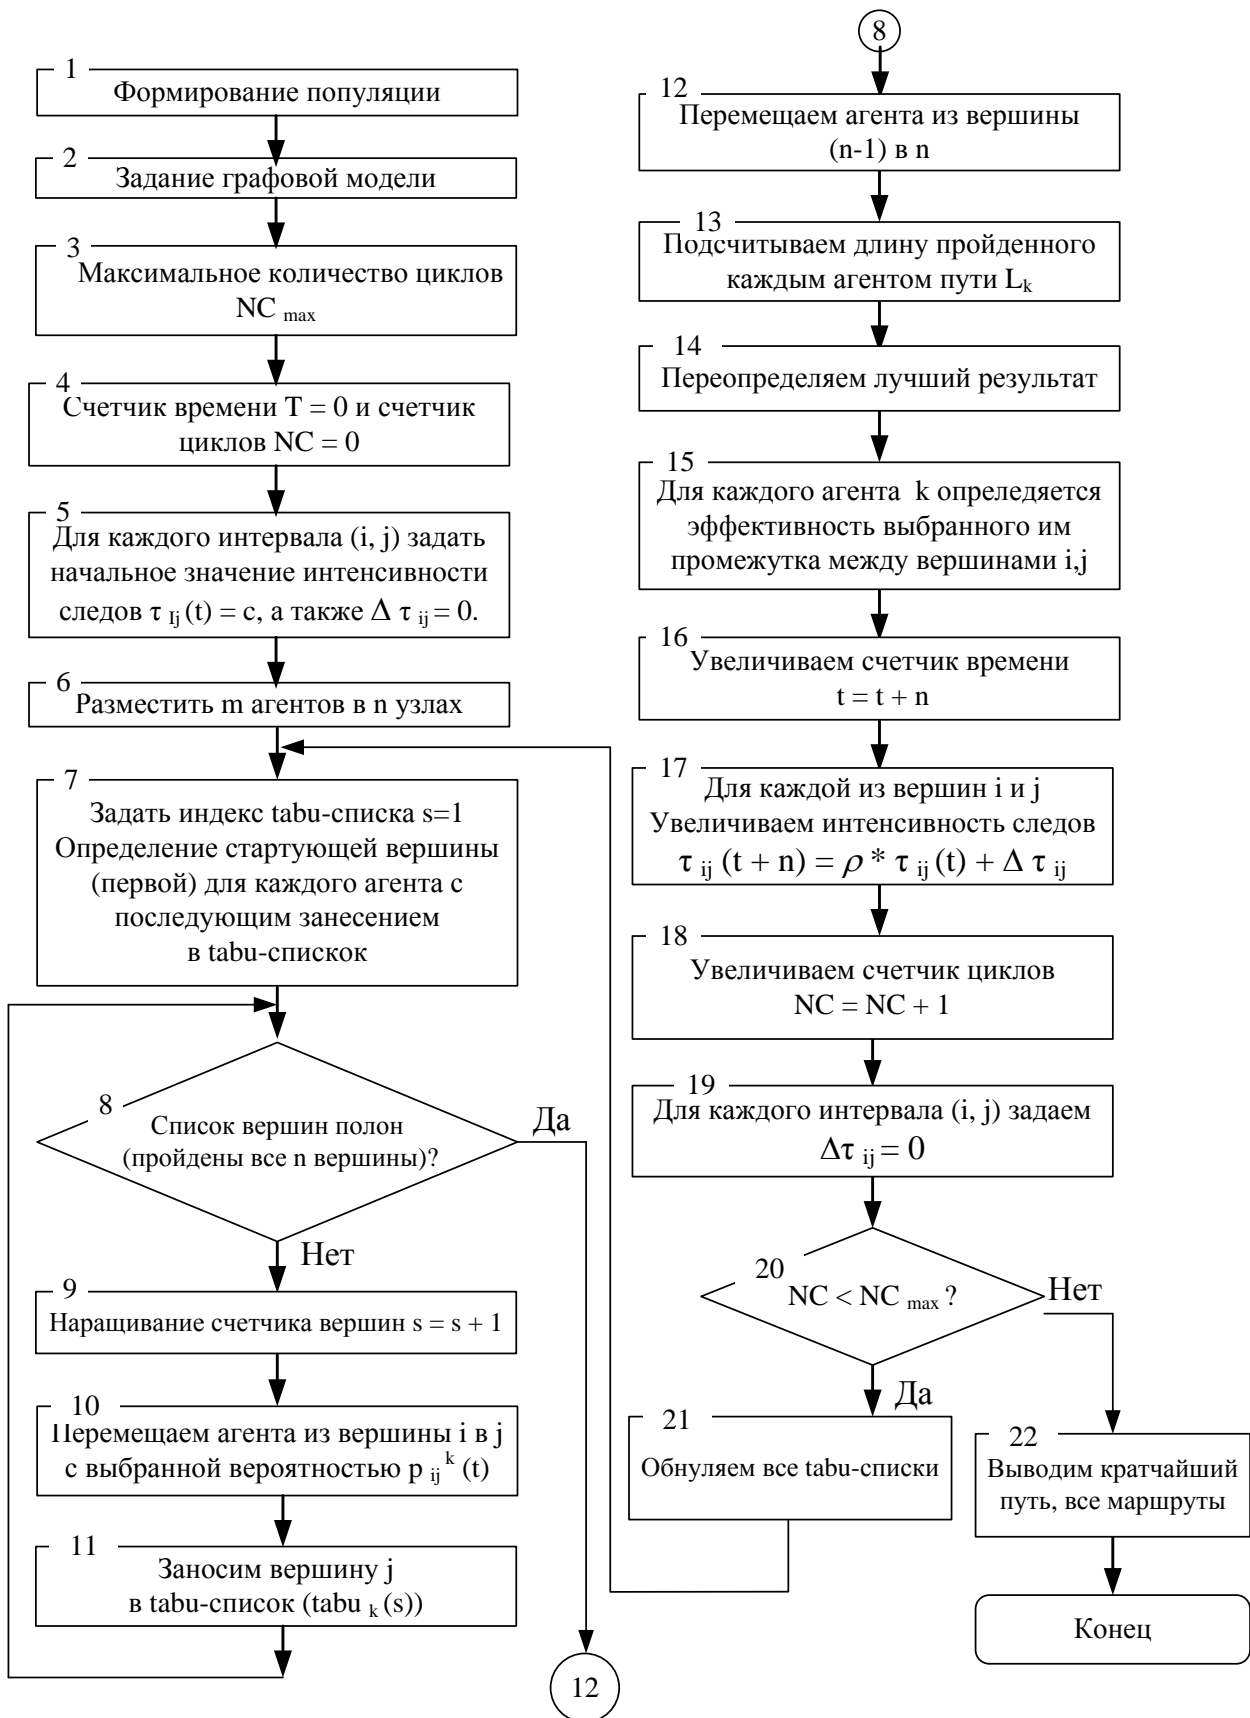 1
Формирование популяции
2
Задание графовой модели
3
Максимальное количество циклов
NC max
4
Счетчик времени T = 0 и счетчик
циклов NC = 0
5
Для каждого интервала (i, j) задать
начальное значение интенсивности
следов τ Ij (t) = c, а также Δ τ ij = 0.
6
Разместить m агентов в n узлах
7
Задать индекс tabu-списка s=1
Определение стартующей вершины
(первой) для каждого агента с
последующим занесением
в tabu-спискок
8
Список вершин полон
(пройдены все n вершины)?
Да
Нет
9
Наращивание счетчика вершин s = s + 1
10
Перемещаем агента из вершины i в j
с выбранной вероятностью p ij k (t)
11
Заносим вершину j
в tabu-список (tabu k (s))
12
8
12
Перемещаем агента из вершины
(n-1) в n
13
Подсчитываем длину пройденного
каждым агентом пути Lk
14
Переопределяем лучший результат
15
Для каждого агента k опреледяется
эффективность выбранного им
промежутка между вершинами i,j
16
Увеличиваем счетчик времени
t = t + n
17
Для каждой из вершин i и j
Увеличиваем интенсивность следов
τ ij (t + n) = ρ * τ ij (t) + Δ τ ij
18
Увеличиваем счетчик циклов
NC = NC + 1
19
Для каждого интервала (i, j) задаем
Δτ ij = 0
20
NC < NC max ?
Нет
Да
21
Обнуляем все tabu-списки
22
Выводим кратчайший
путь, все маршруты
Конец